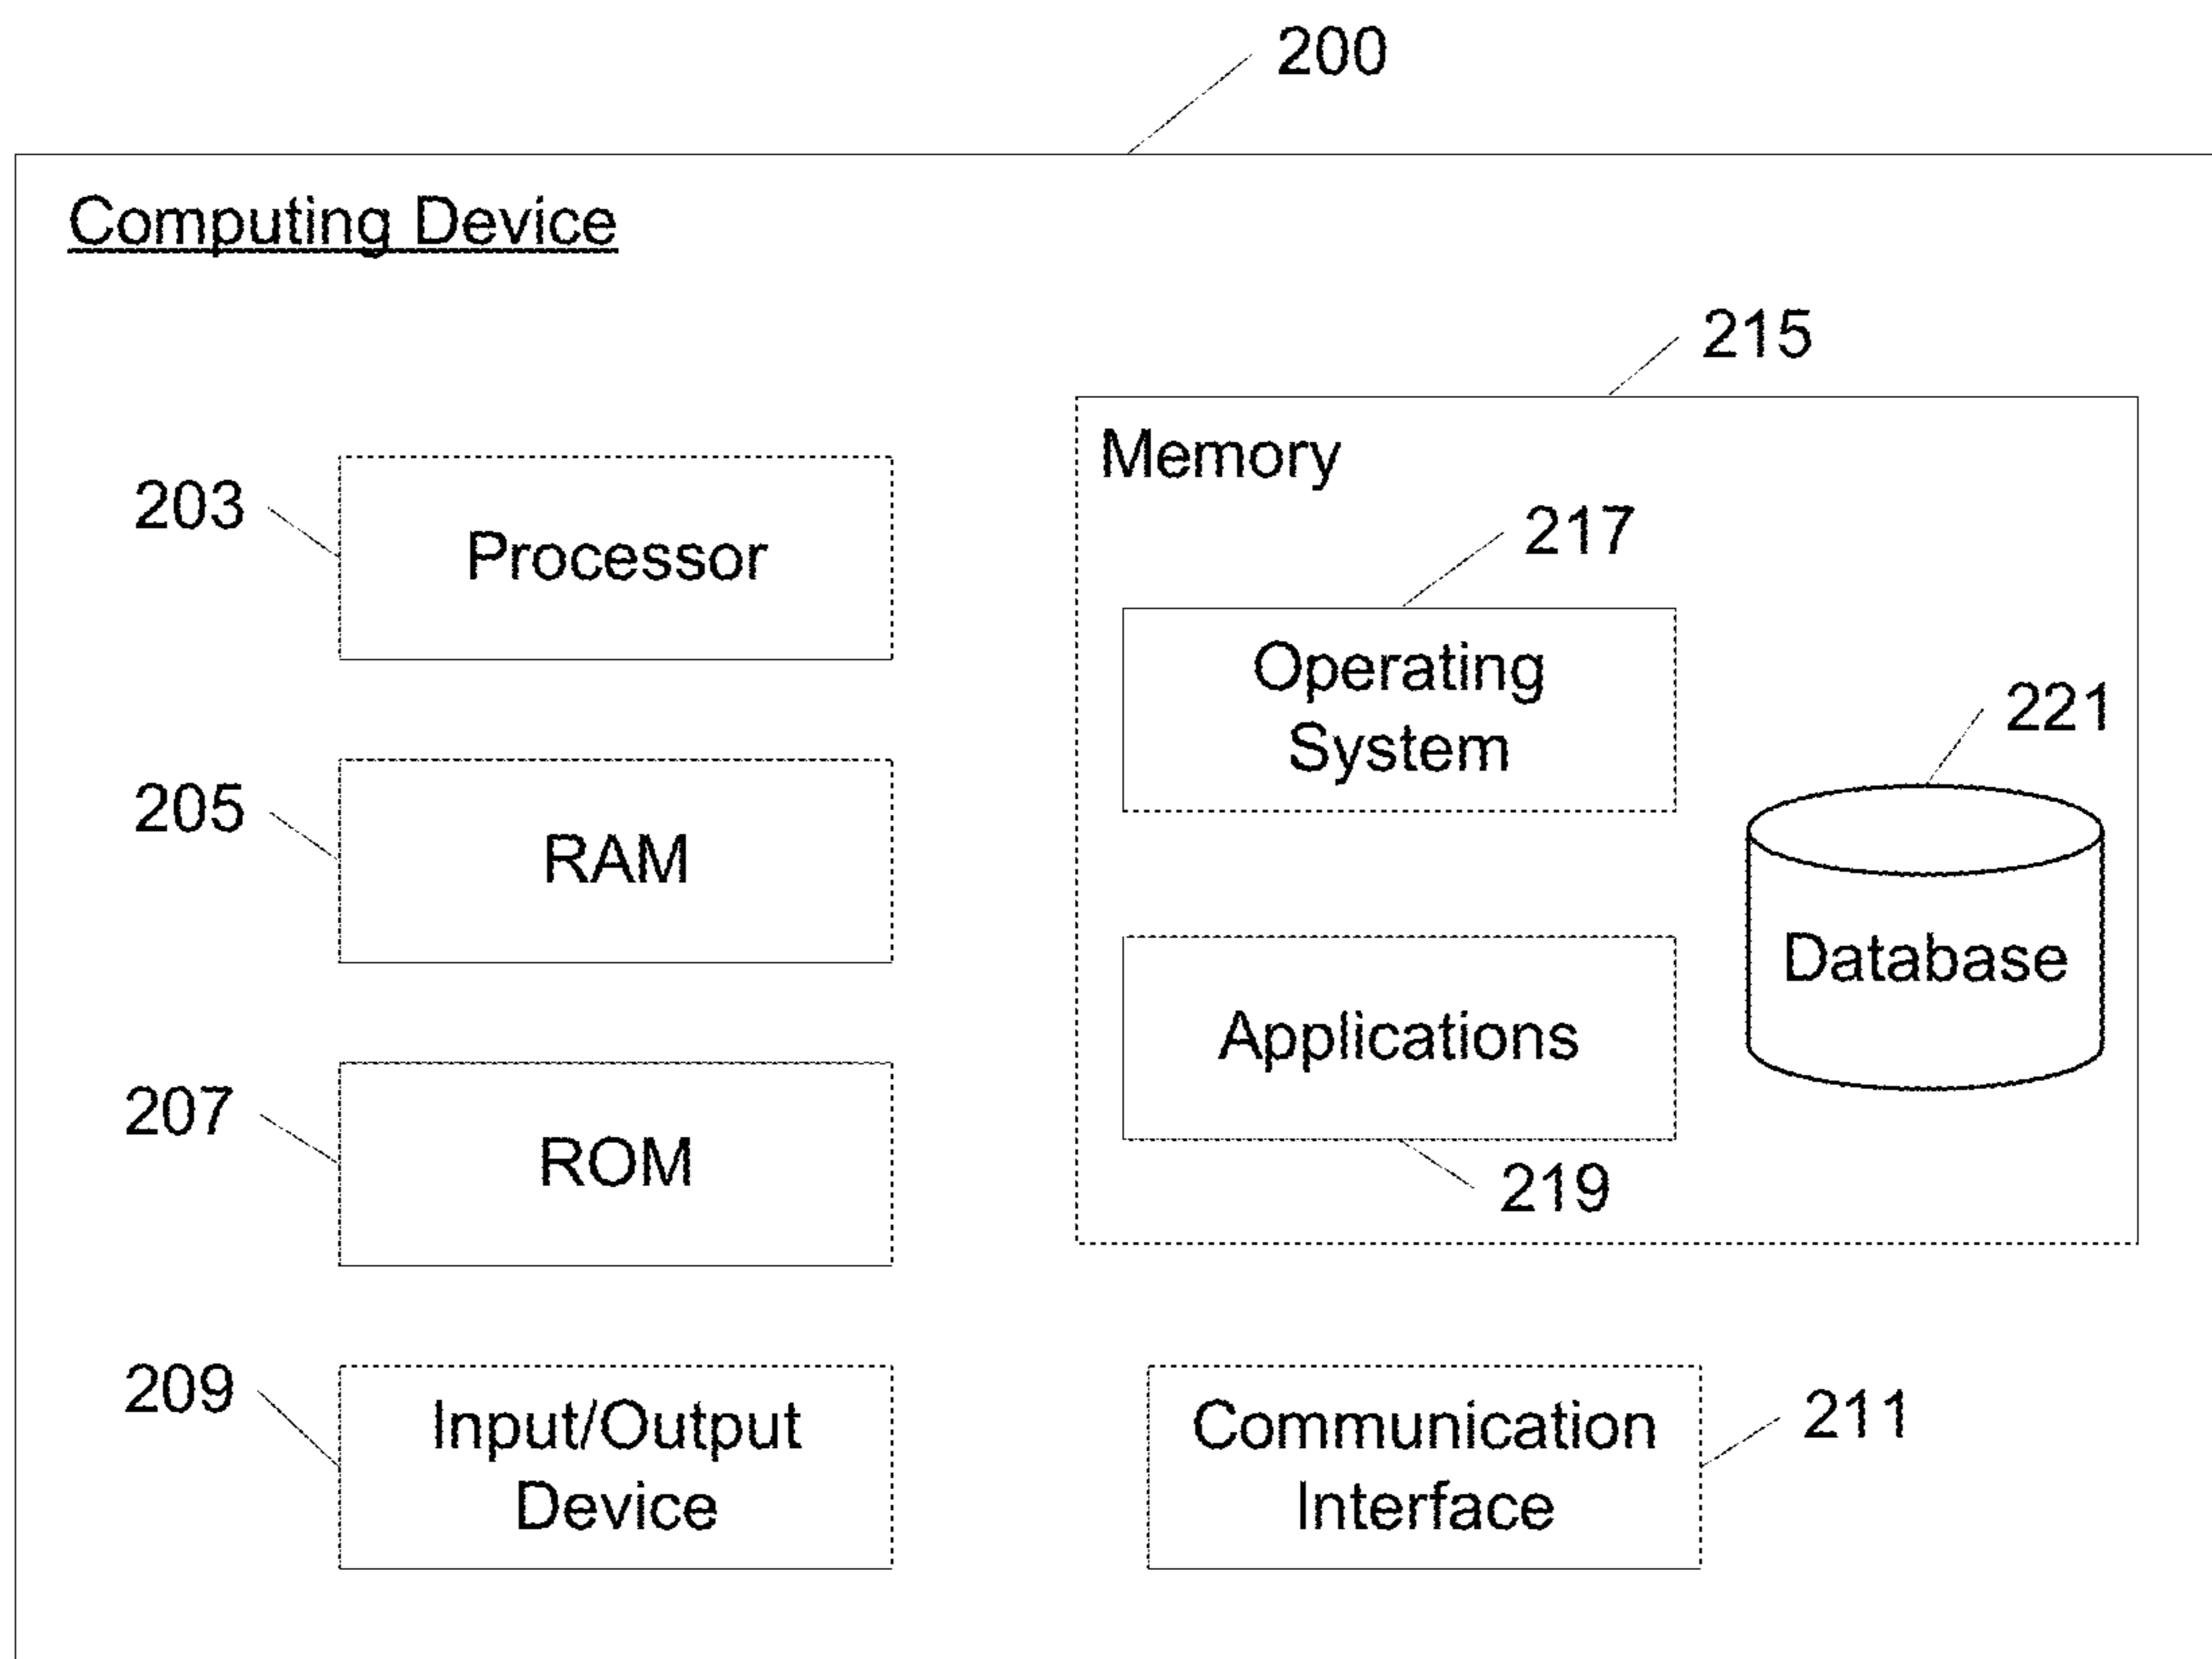 200
Computing Device
215
Memory
203
Processor
217
Operating
System
221
205
RAM
Database
Applications
207
ROM
219
209
Input/Output
Device
Communication
Interface
211